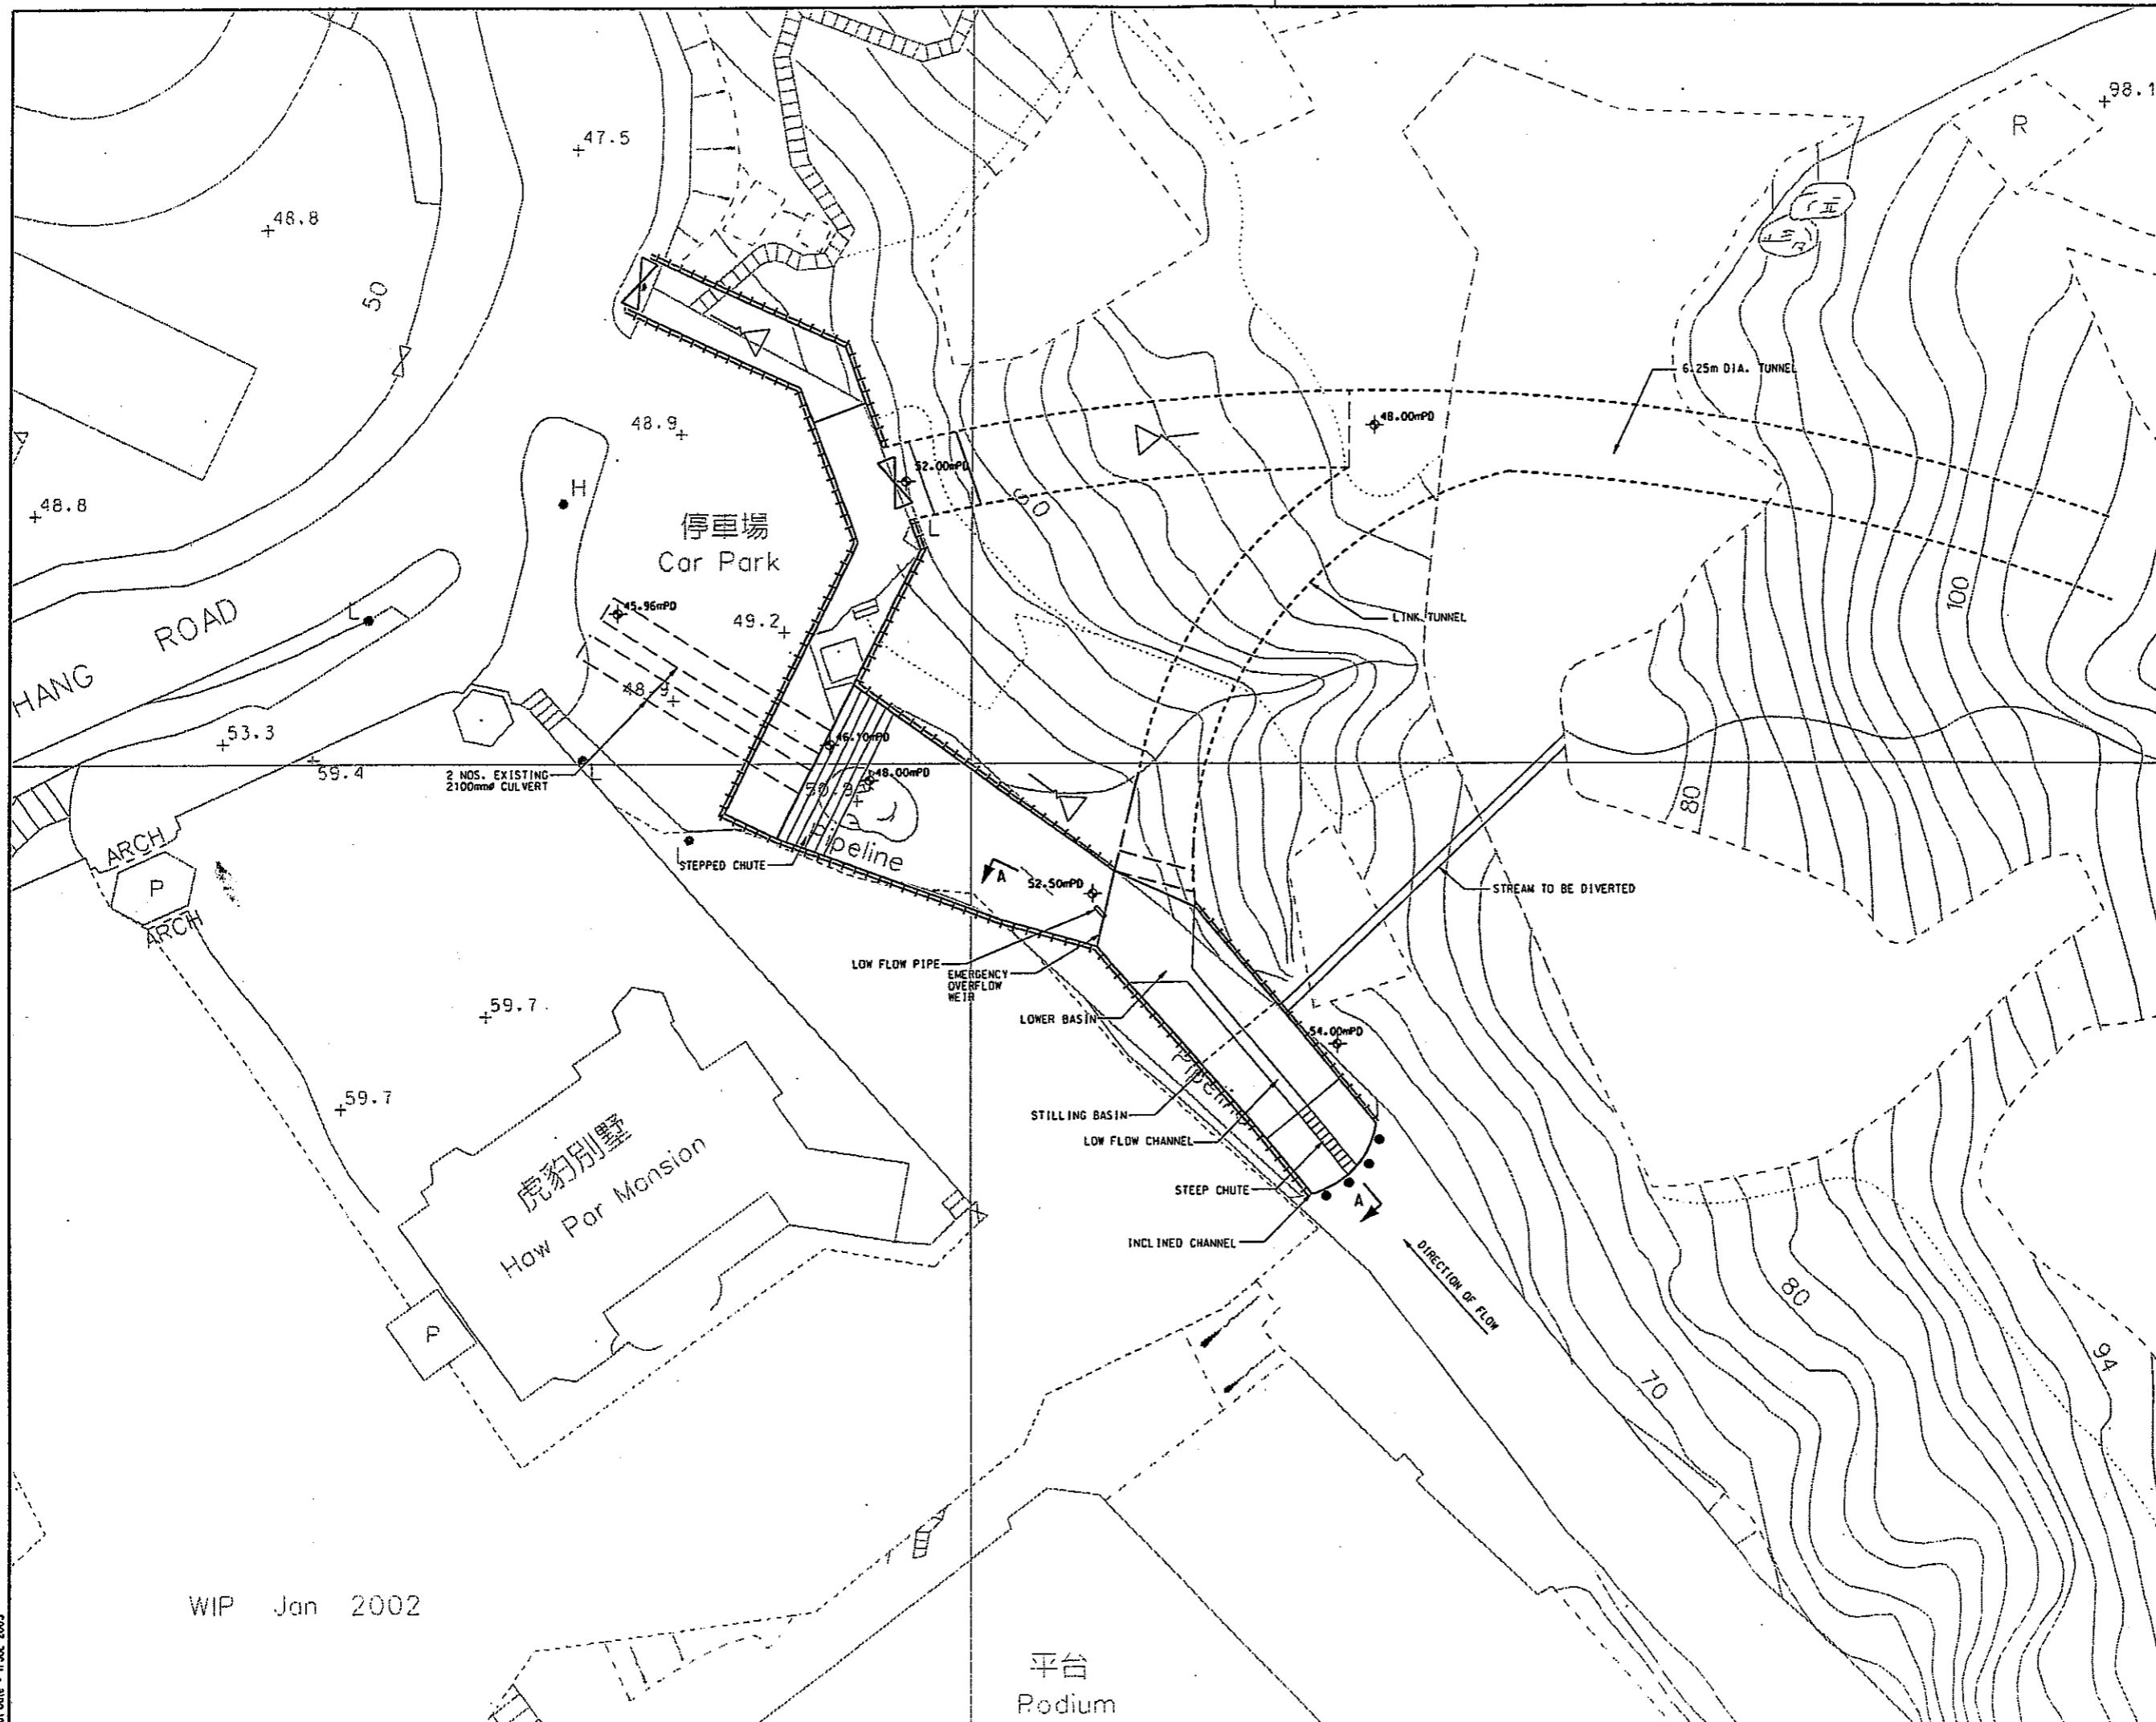 98.1
R
47.5
48.8
50
6.25m DIA. TUNNEL
48.00mPD
48.9
52.00mPD
H
48.8
停車場
Car Park
L
50
100
45.96mPD
49.2
LINK TUNNEL
ROAD
L
HANG
48.9
53.3
46.10mPD
59.4
2 NOS. EXISTING
2100mmø CULVERT
L
48.00mPD
50.9
80
ARCH
Pipeline
STEPPED CHUTE
L
P
A
52.50mPD
STREAM TO BE DIVERTED
ARCH
LOW FLOW PIPE
EMERGENCY
OVERFLOW
WEIR
59.7
LOWER BASIN
54.00mPD
Pipeline
59.7
STILLING BASIN
LOW FLOW CHANNEL
虎豹別墅
Haw Par Mansion
STEEP CHUTE
A
INCLINED CHANNEL
DIRECTION OF FLOW
80
P
94
70
WIP Jan 2002
平台
Podium